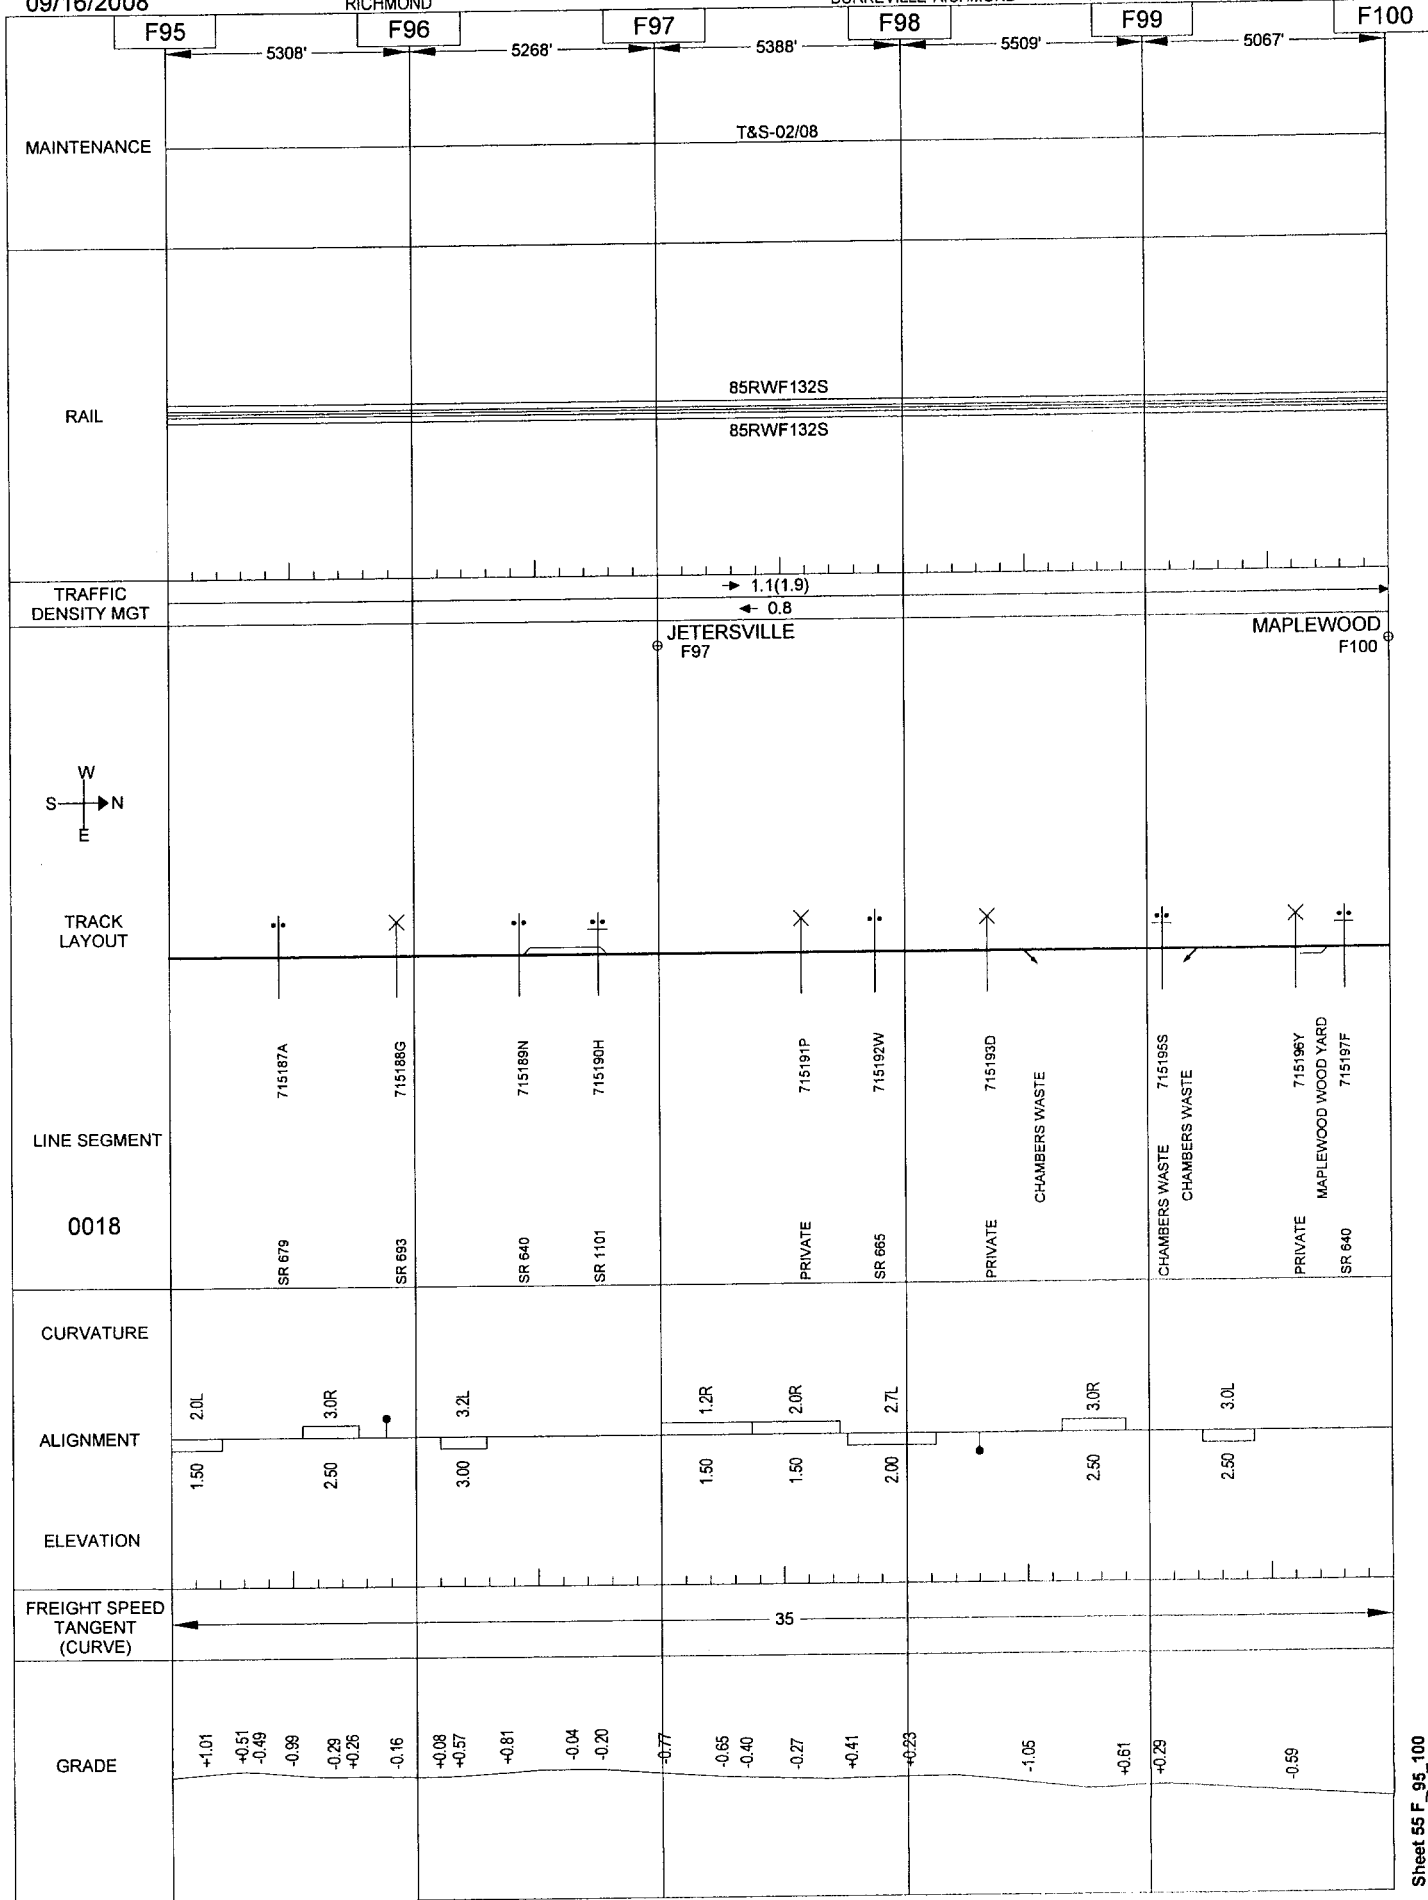 09/16/2008
RICHMOND
F95 F96 F97 F98 F99 F100
5308' 5268' 5388' 5509' 5067'
MAINTENANCE
T&S-02/08
85RWF132S
RAIL
85RWF132S
TRAFFIC
DENSITY MGT
1.1(1.9)
0.8
JETERSVILLE
F97
MAPLEWOOD
F100
W
S N
E
TRACK
LAYOUT
715187A
715188G
715189N
715190H
715191P
715192W
715193D
CHAMBERS WASTE
715195S
CHAMBERS WASTE
715196Y
MAPLEWOOD WOOD YARD
715197F
LINE SEGMENT
0018
SR 679
SR 693
SR 640
SR 1101
PRIVATE
SR 665
PRIVATE
CHAMBERS WASTE
PRIVATE
SR 640
CURVATURE
2.0L 3.0R 3.2L 1.2R 2.0R 2.7L 3.0R 3.0L
ALIGNMENT
1.50 2.50 3.00 1.50 1.50 2.00 2.50 2.50
ELEVATION
FREIGHT SPEED
TANGENT
(CURVE)
35
GRADE
+1.01 +0.51 -0.49 -0.99 -0.29 +0.26 -0.16 +0.08 +0.57 +0.81 -0.04 -0.20 -0.77 -0.65 -0.40 -0.27 +0.41 +0.23 -1.05 +0.61 +0.29 -0.59
Sheet 55 F_95_100